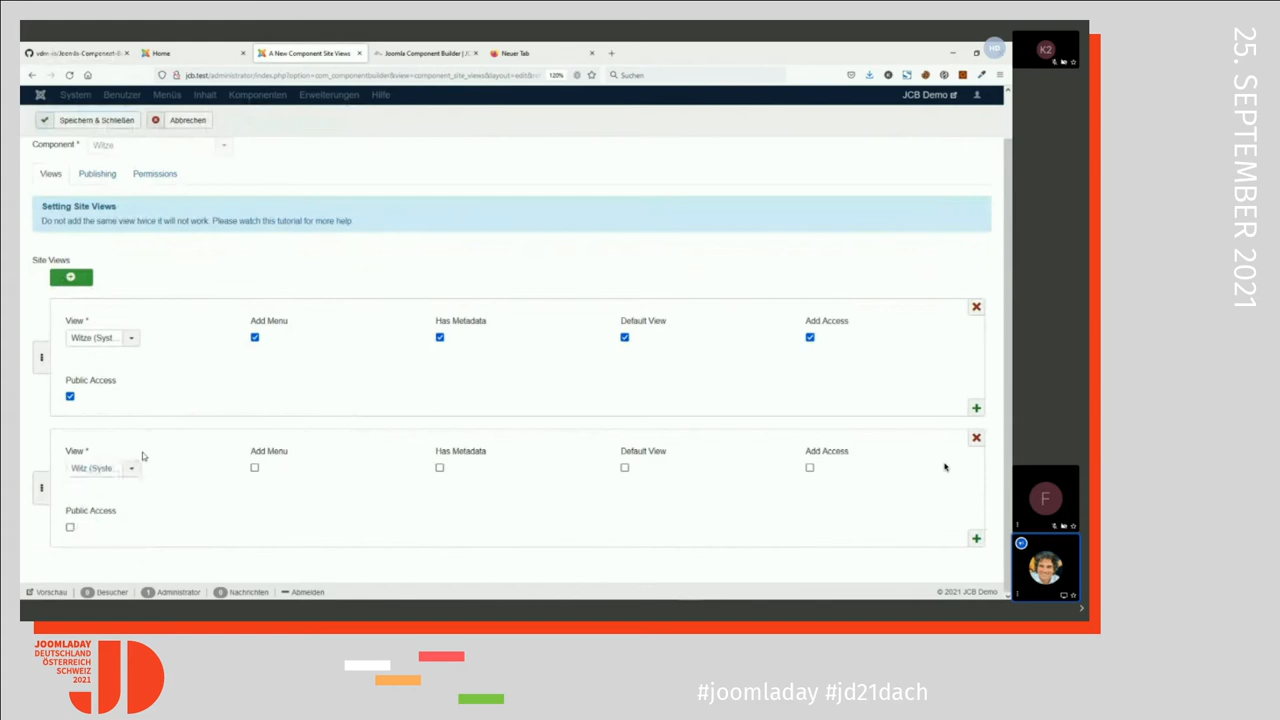 Home
A New Component Site Views
Joomla Component Builder | JC
Neuer Tab
HD
K2
jcb.test/administrator/index.php?option=com_componentbuilder&view=component_site_views&layout=edit
120%
Suchen
System
Benutzer
Menüs
Inhalt
Komponenten
Erweiterungen
Hilfe
JCB Demo
Speichern & Schließen
Abbrechen
Component *
Witze
Views
Publishing
Permissions
Setting Site Views
Do not add the same view twice it will not work. Please watch this tutorial for more help
Site Views
View *
Add Menu
Has Metadata
Default View
Add Access
Witze (Syst...
Public Access
View *
Add Menu
Has Metadata
Default View
Add Access
Witz (Syste...
Public Access
F
Vorschau
0 Besucher
1 Administrator
0 Nachrichten
Abmelden
© 2021 JCB Demo
25. SEPTEMBER 2021
JOOMLADAY
DEUTSCHLAND
ÖSTERREICH
SCHWEIZ
2021
#joomladay #jd21dach